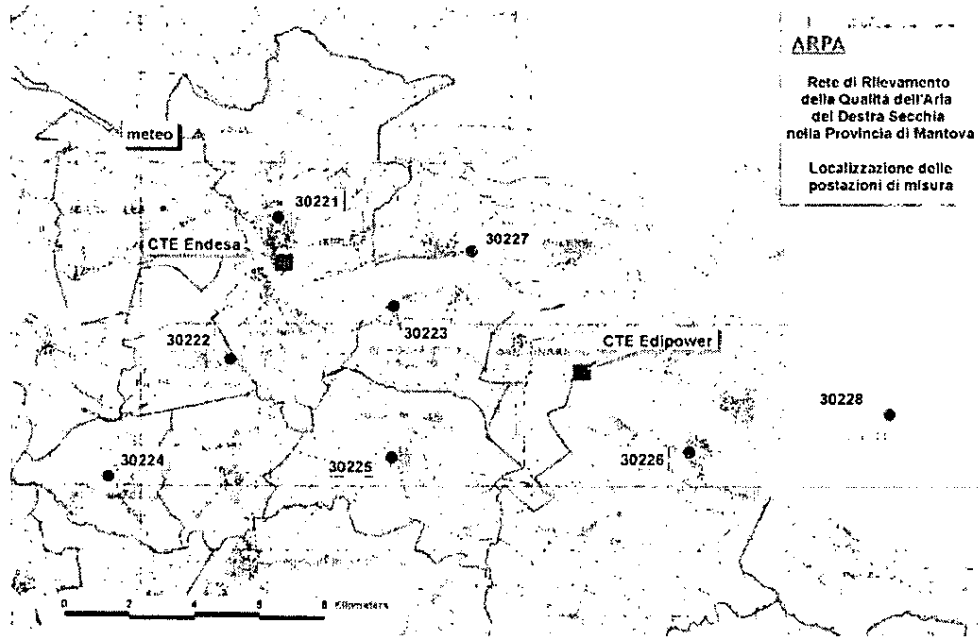 ARPA
Rete di Rilevamento
della Qualità dell'Aria
del Destra Secchia
nella Provincia di Mantova
Localizzazione delle
postazioni di misura
meteo
30221
CTE Endesa
30227
30223
30222
CTE Edipower
30228
30224
30225
30226
0 2 4 6 8 Kilometers